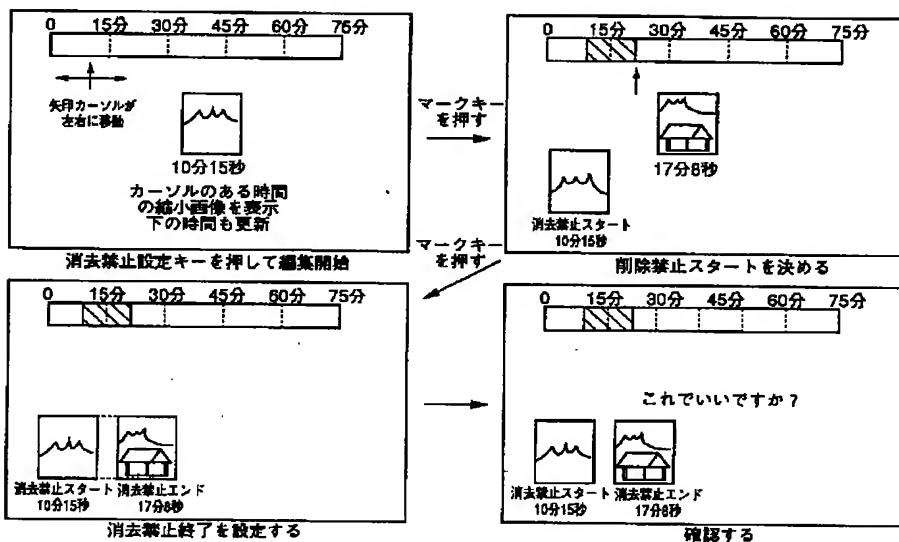 0 15分 30分 45分 60分 75分
矢印カーソルが
左右に移動
10分15秒
カーソルのある時間
の縮小画像を表示
下の時間も更新
消去禁止設定キーを押して編集開始
マークキー
を押す
0 15分 30分 45分 60分 75分
17分8秒
消去禁止スタート
10分15秒
削除禁止スタートを決める
マークキー
を押す
0 15分 30分 45分 60分 75分
消去禁止スタート 消去禁止エンド
10分15秒 17分8秒
消去禁止終了を設定する
0 15分 30分 45分 60分 75分
これでいいですか？
消去禁止スタート 消去禁止エンド
10分15秒 17分8秒
確認する